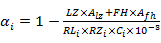 α_i = 1 − (LZ × A_lz + FH × A_fh) / (RL_i × RZ_i × C_i × 10^−8)